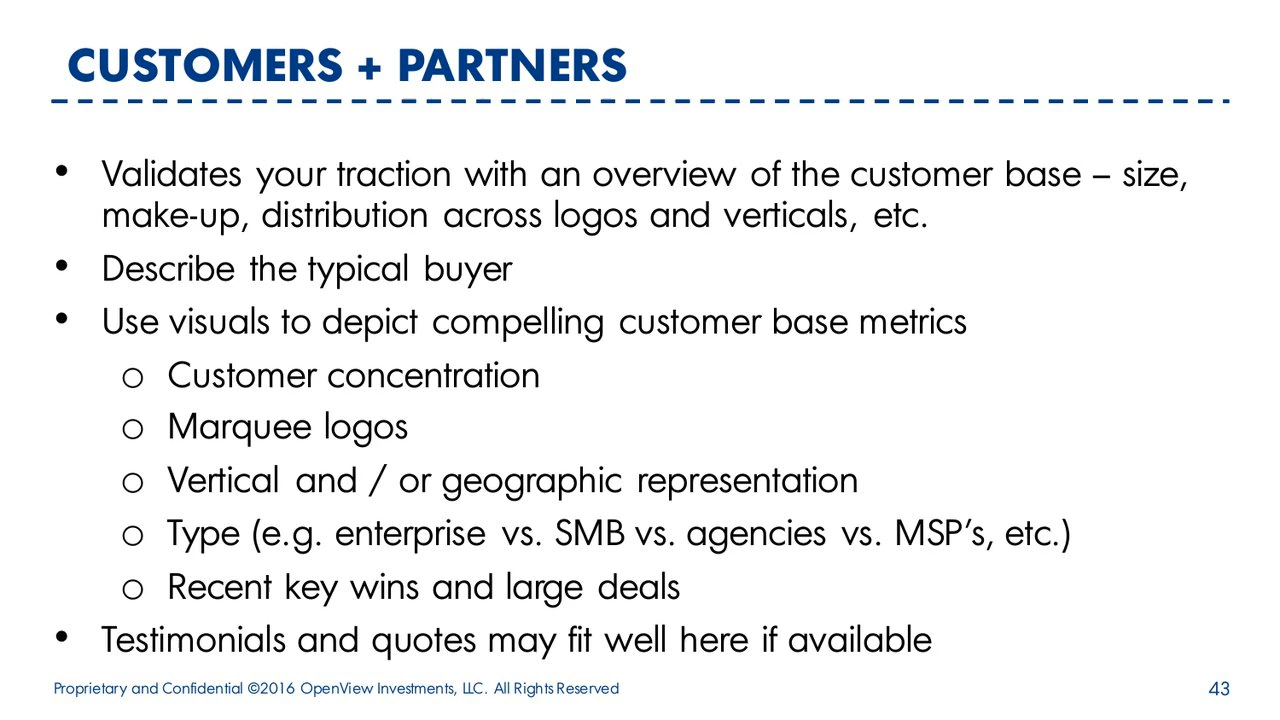 CUSTOMERS + PARTNERS
• Validates your traction with an overview of the customer base – size,
make-up, distribution across logos and verticals, etc.
• Describe the typical buyer
• Use visuals to depict compelling customer base metrics
o Customer concentration
o Marquee logos
o Vertical and / or geographic representation
o Type (e.g. enterprise vs. SMB vs. agencies vs. MSP’s, etc.)
o Recent key wins and large deals
• Testimonials and quotes may fit well here if available
Proprietary and Confidential ©2016 OpenView Investments, LLC. All Rights Reserved 43